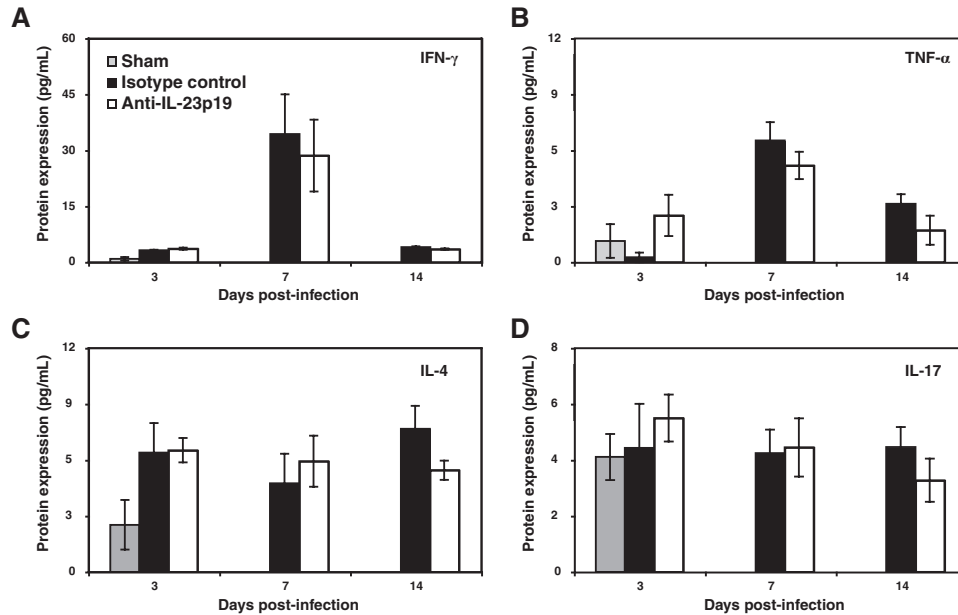 A
Protein expression (pg/mL)
60
45
30
15
0
Sham
Isotype control
Anti-IL-23p19
IFN-γ
3 7 14
Days post-infection
B
Protein expression (pg/mL)
12
9
5
3
0
TNF-α
3 7 14
Days post-infection
C
Protein expression (pg/mL)
12
9
5
3
0
IL-4
3 7 14
Days post-infection
D
Protein expression (pg/mL)
8
6
4
2
0
IL-17
3 7 14
Days post-infection